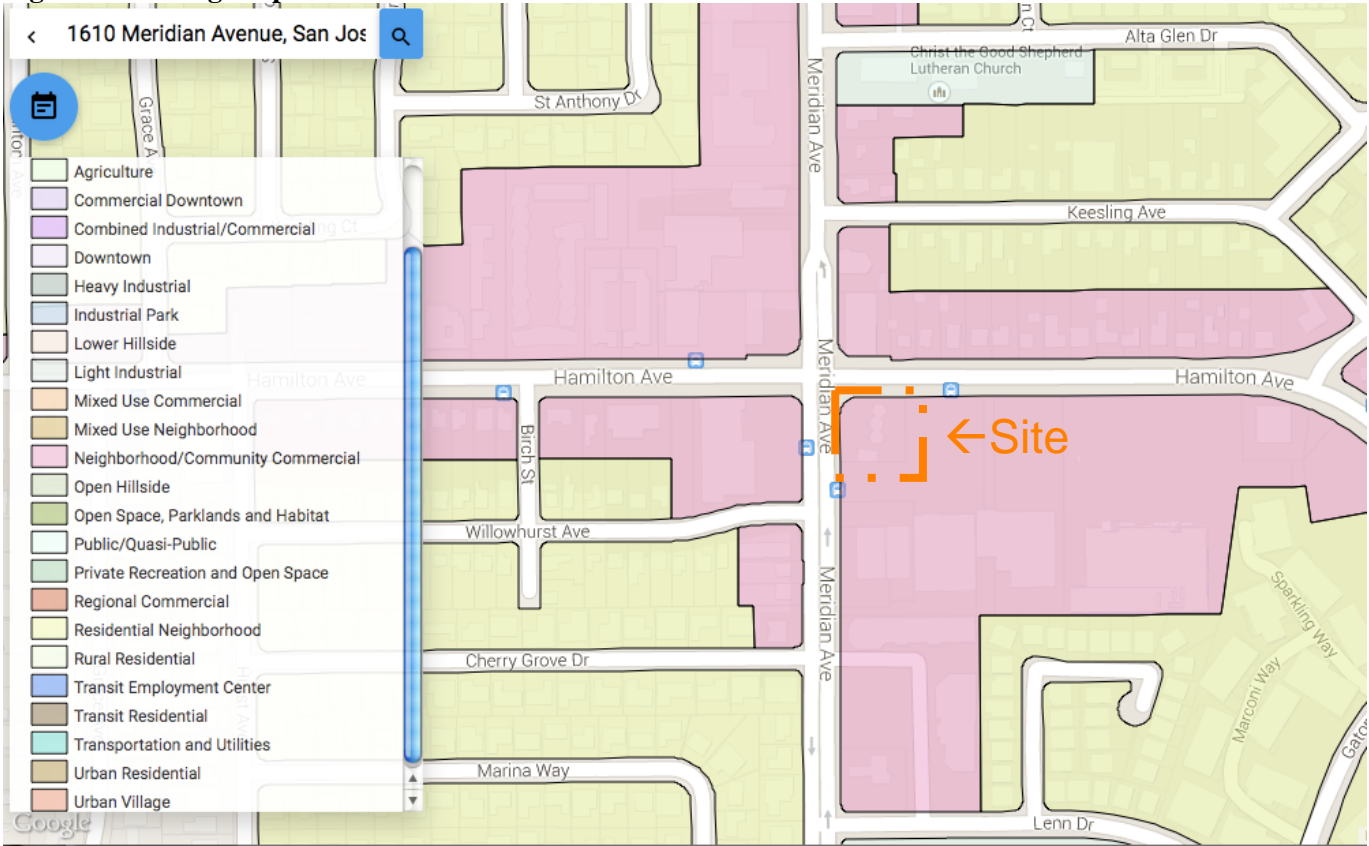 1610 Meridian Avenue, San Jos
Grace A
St Anthony Dr
Meridian Ave
n Ct
Alta Glen Dr
Christ the Good Shepherd
Lutheran Church
Keesling Ave
Agriculture
Commercial Downtown
Combined Industrial/Commercial
Downtown
Heavy Industrial
Industrial Park
Lower Hillside
Light Industrial
Mixed Use Commercial
Mixed Use Neighborhood
Neighborhood/Community Commercial
Open Hillside
Open Space, Parklands and Habitat
Public/Quasi-Public
Private Recreation and Open Space
Regional Commercial
Residential Neighborhood
Rural Residential
Transit Employment Center
Transit Residential
Transportation and Utilities
Urban Residential
Urban Village
Google
Hamilton Ave
Hamilton Ave
Meridian Ave
Hamilton Ave
←Site
Birch St
Willowhurst Ave
Meridian Ave
Cherry Grove Dr
Sparkling Way
Marconi Way
Gator
Marina Way
Lenn Dr